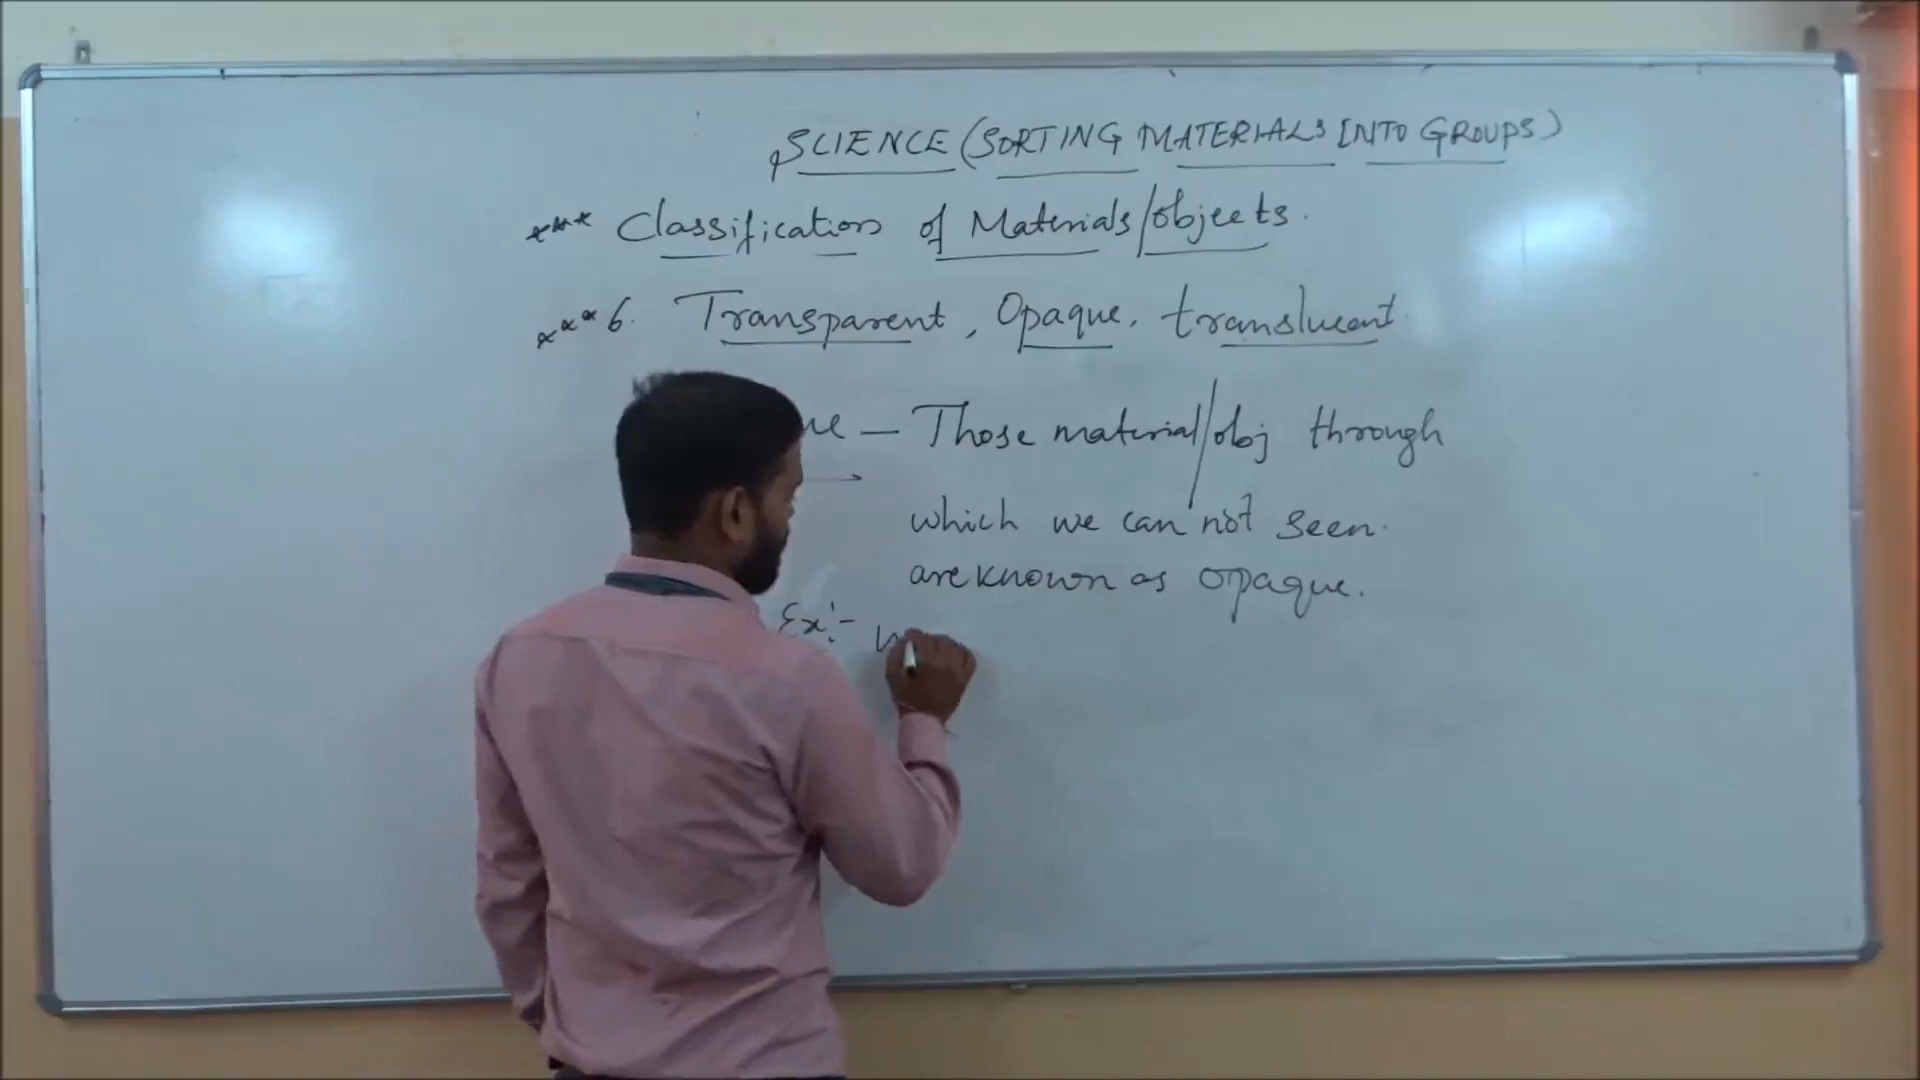 SCIENCE (SORTING MATERIALS INTO GROUPS)
*** Classification of Materials/objects.
*** 6. Transparent, Opaque, translucent.
— Those material/obj through
which we can not seen.
are known as opaque.
Ex:-